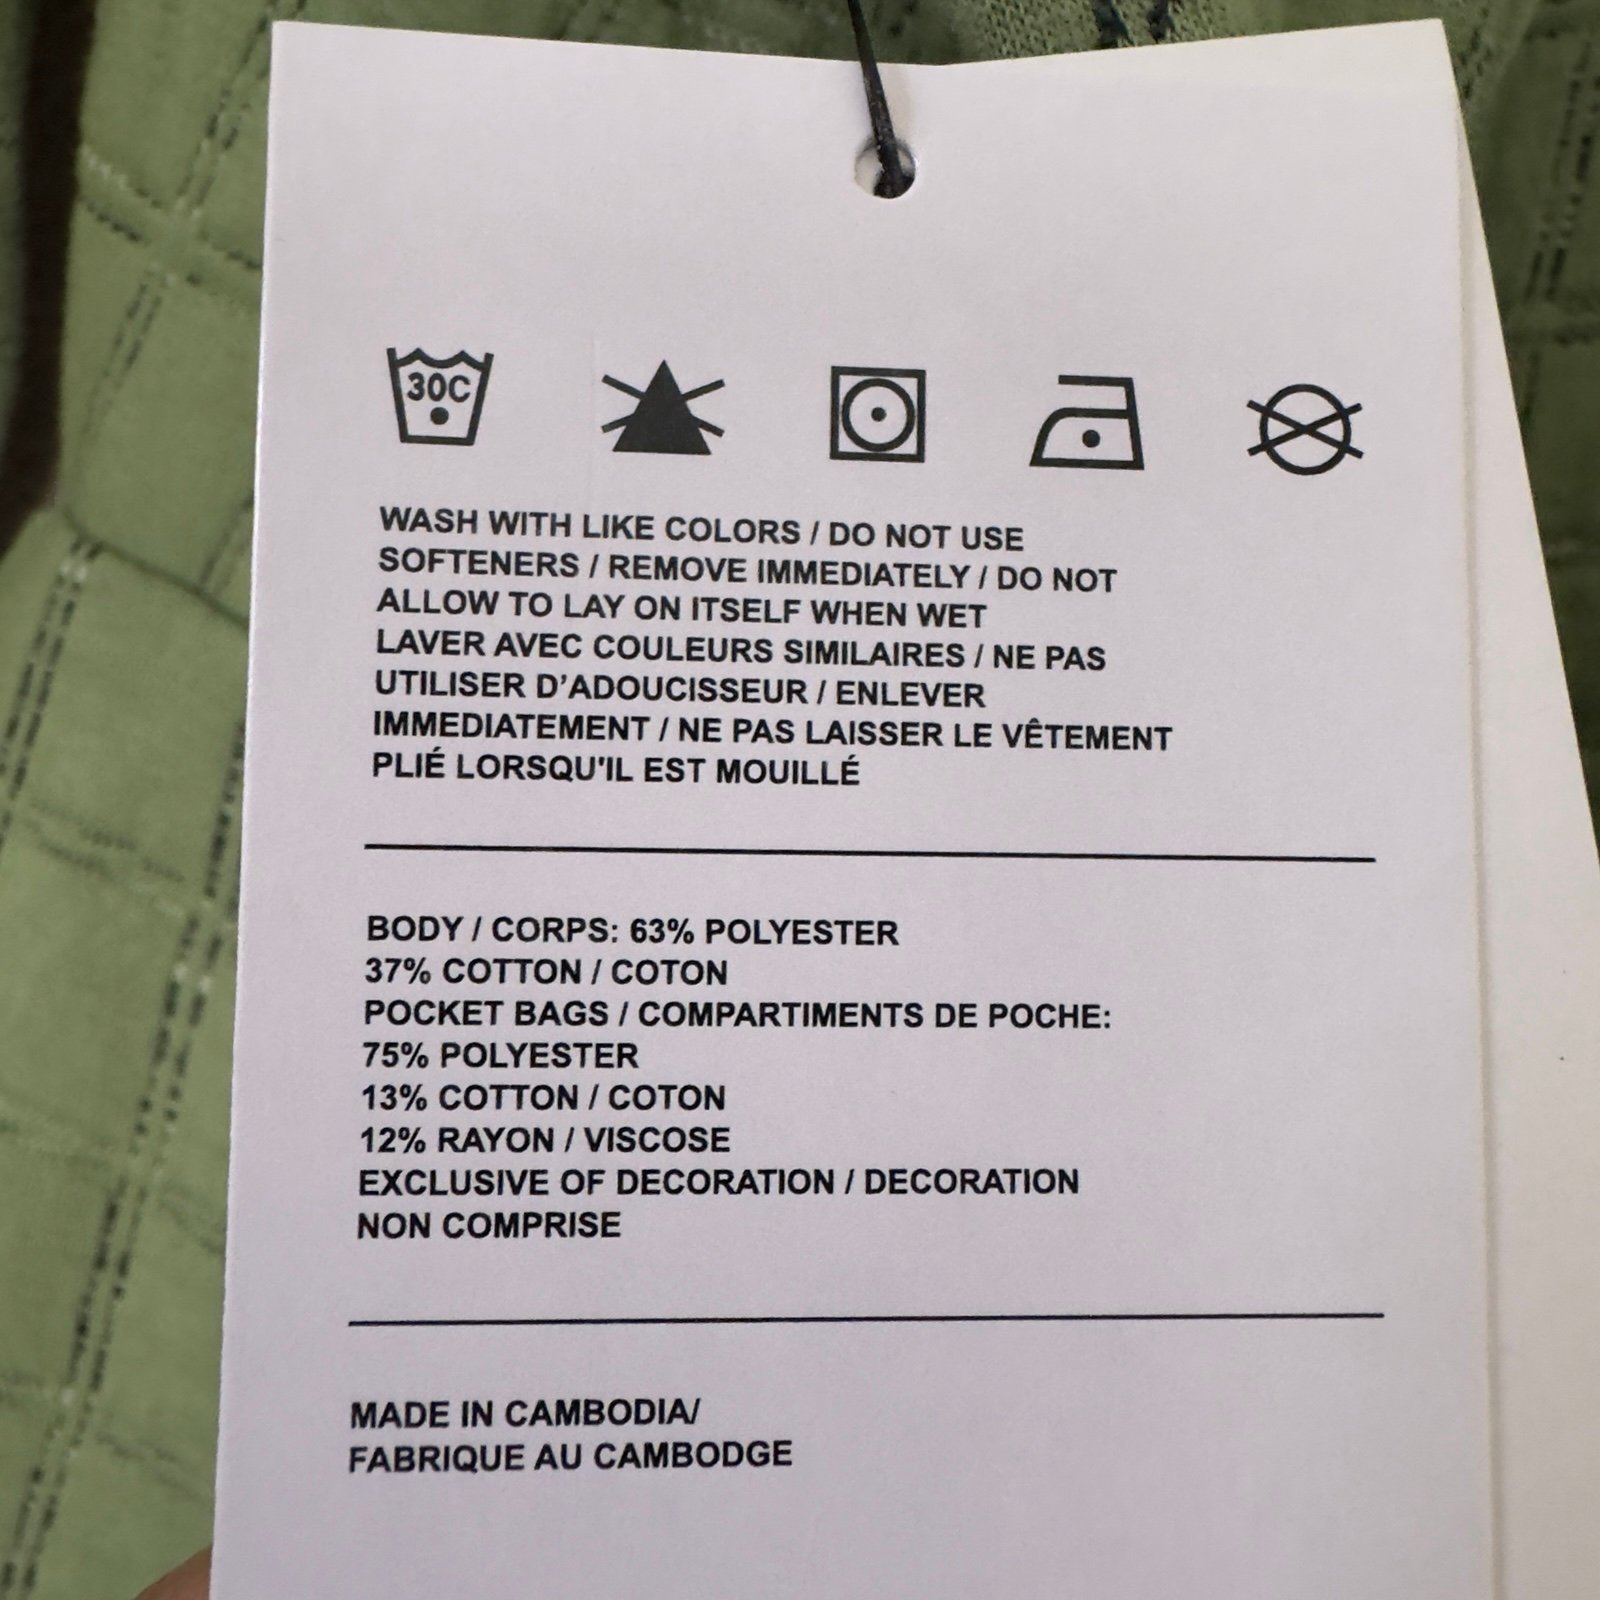 30C
WASH WITH LIKE COLORS / DO NOT USE
SOFTENERS / REMOVE IMMEDIATELY / DO NOT
ALLOW TO LAY ON ITSELF WHEN WET
LAVER AVEC COULEURS SIMILAIRES / NE PAS
UTILISER D'ADOUCISSEUR / ENLEVER
IMMEDIATEMENT / NE PAS LAISSER LE VÊTEMENT
PLIÉ LORSQU'IL EST MOUILLÉ
BODY / CORPS: 63% POLYESTER
37% COTTON / COTON
POCKET BAGS / COMPARTIMENTS DE POCHE:
75% POLYESTER
13% COTTON / COTON
12% RAYON / VISCOSE
EXCLUSIVE OF DECORATION / DECORATION
NON COMPRISE
MADE IN CAMBODIA/
FABRIQUE AU CAMBODGE